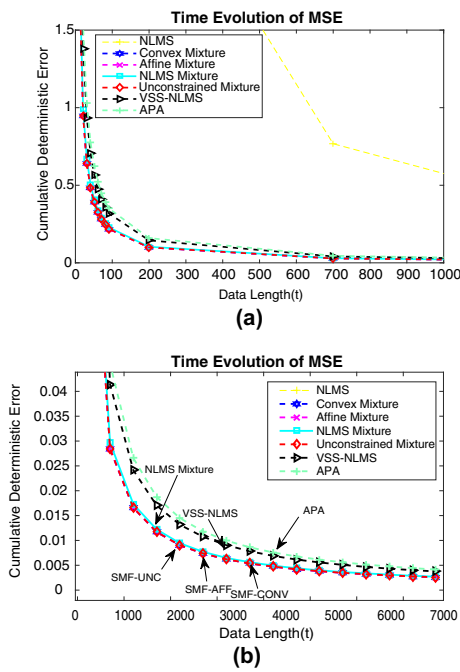 Time Evolution of MSE
1.5
1
0.5
0
Cumulative Deterministic Error
NLMS
Convex Mixture
Affine Mixture
NLMS Mixture
Unconstrained Mixture
VSS-NLMS
APA
0 100 200 300 400 500 600 700 800 900 1000
Data Length(t)
(a)
Time Evolution of MSE
0.04
0.035
0.03
0.025
0.02
0.015
0.01
0.005
0
Cumulative Deterministic Error
NLMS
Convex Mixture
Affine Mixture
NLMS Mixture
Unconstrained Mixture
VSS-NLMS
APA
NLMS Mixture
VSS-NLMS
APA
SMF-UNC
SMF-AFF
SMF-CONV
0 1000 2000 3000 4000 5000 6000 7000
Data Length(t)
(b)